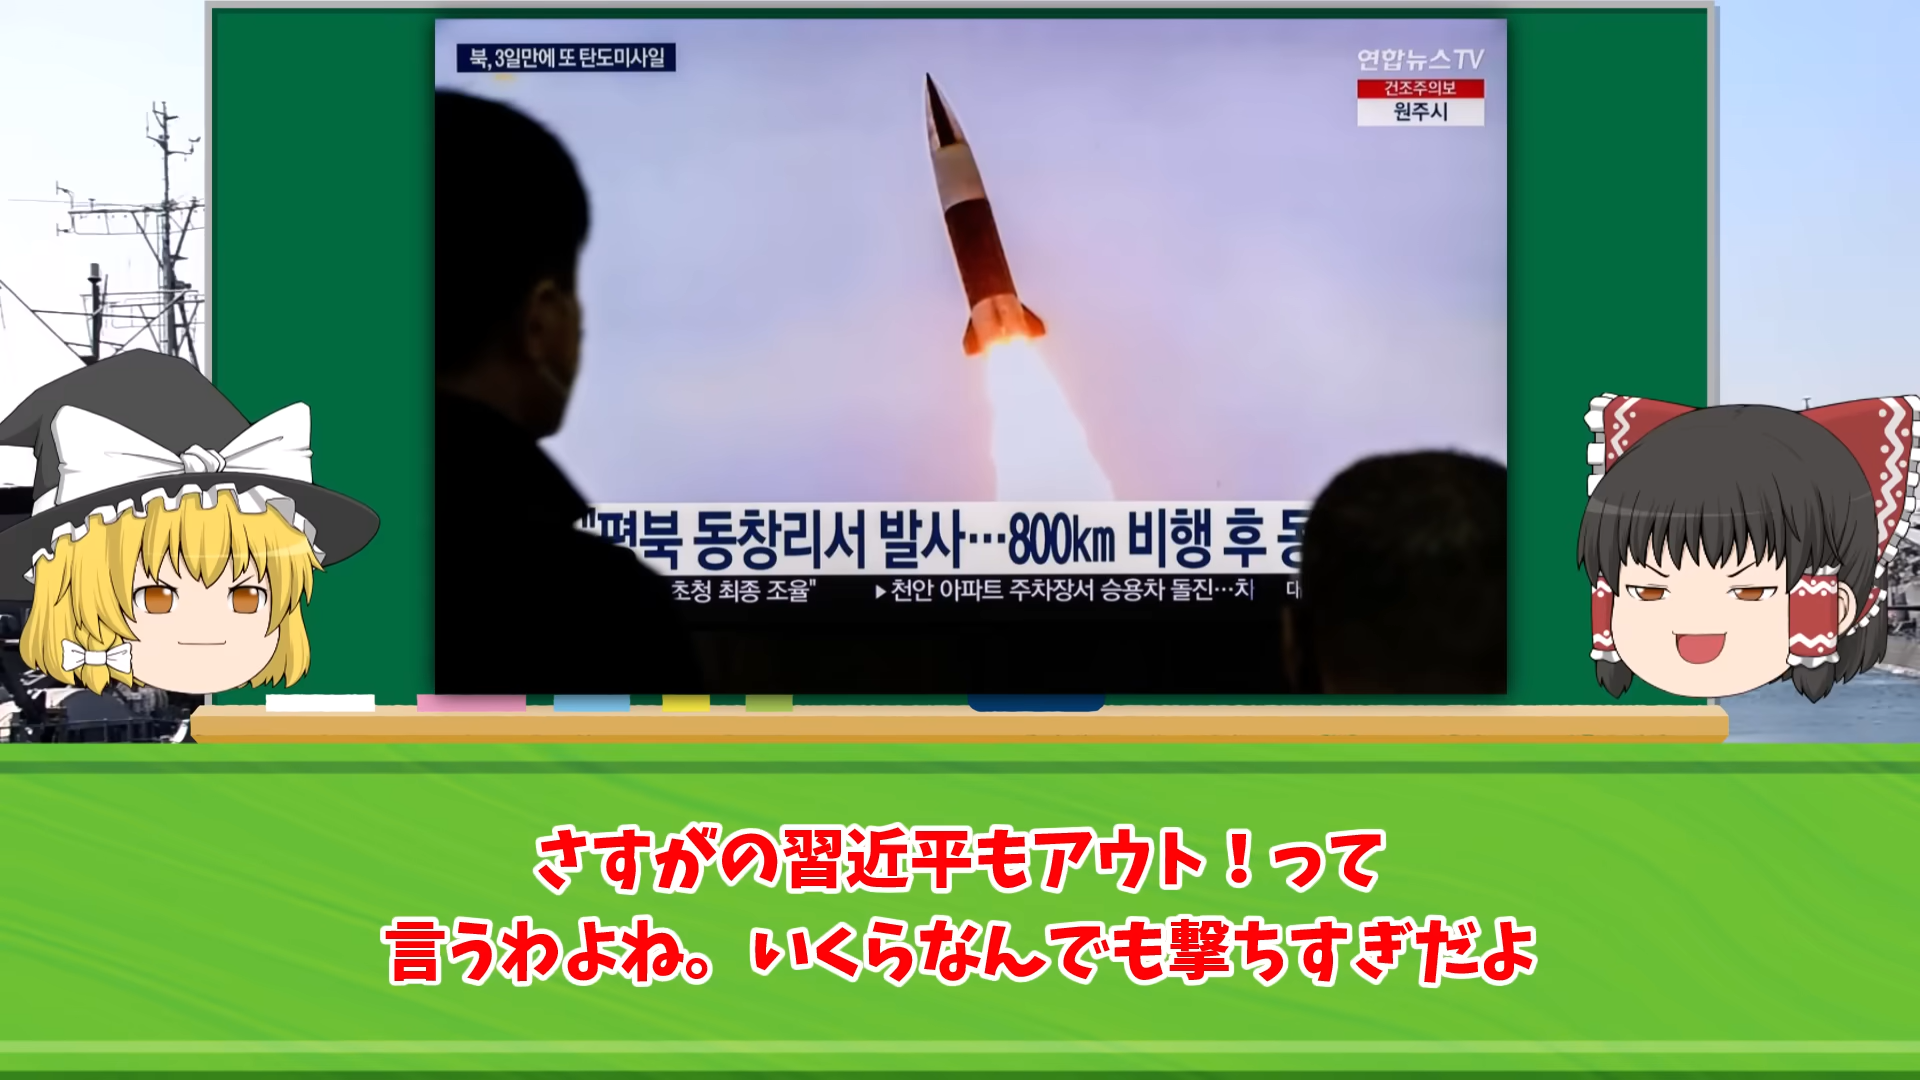 북, 3일만에 또 탄도미사일
연합뉴스TV
건조주의보
원주시
편북 동창리서 발사…800km 비행 후 동
초청 최종 조율" ▶천안 아파트 주차장서 승용차 돌진…차 대
さすがの習近平もアウト！って
言うわよね。いくらなんでも撃ちすぎだよ